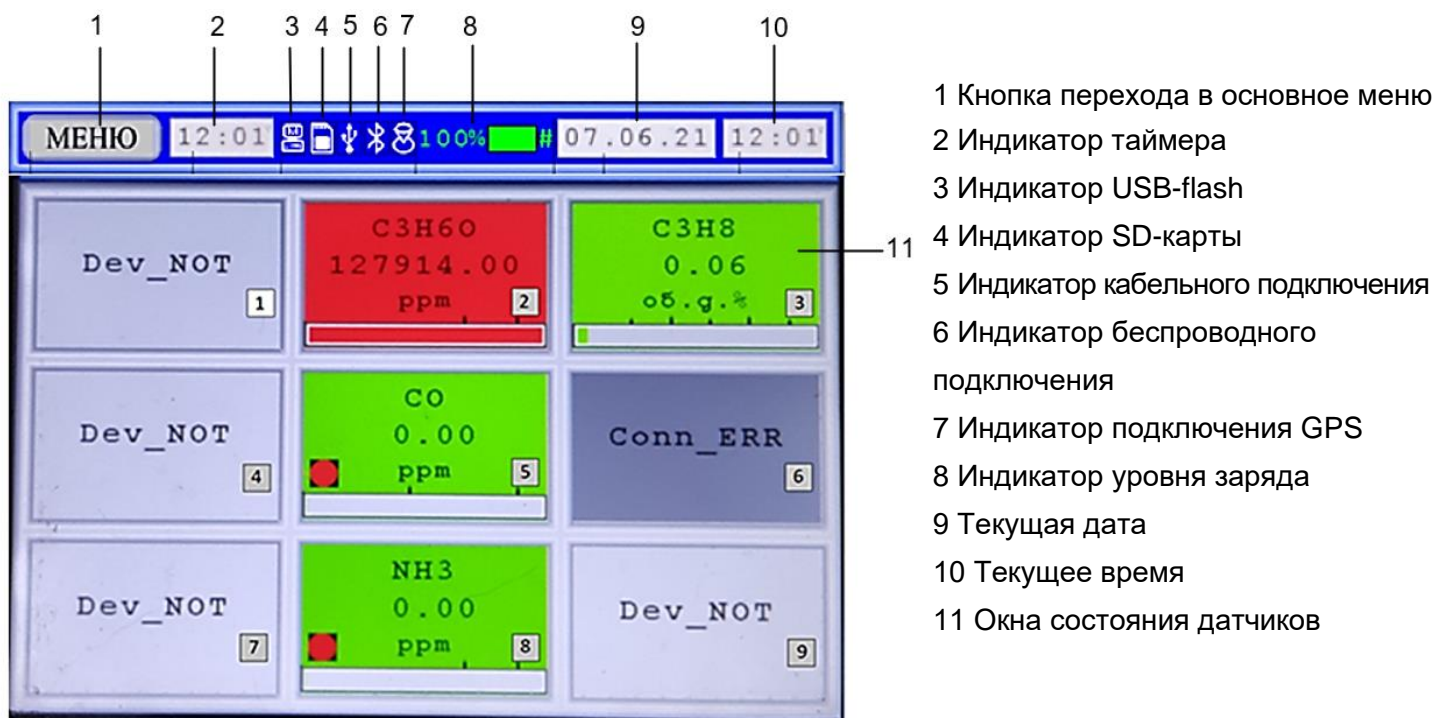 1 2 3 4 5 6 7 8 9 10
МЕНЮ 12:01 100% # 07.06.21 12:01
Dev_NOT
1
C3H6O
127914.00
ppm 2
C3H8
0.06
об.д.% 3
11
Dev_NOT
4
CO
0.00
ppm 5
Conn_ERR
6
Dev_NOT
7
NH3
0.00
ppm 8
Dev_NOT
9
1 Кнопка перехода в основное меню
2 Индикатор таймера
3 Индикатор USB-flash
4 Индикатор SD-карты
5 Индикатор кабельного подключения
6 Индикатор беспроводного
подключения
7 Индикатор подключения GPS
8 Индикатор уровня заряда
9 Текущая дата
10 Текущее время
11 Окна состояния датчиков